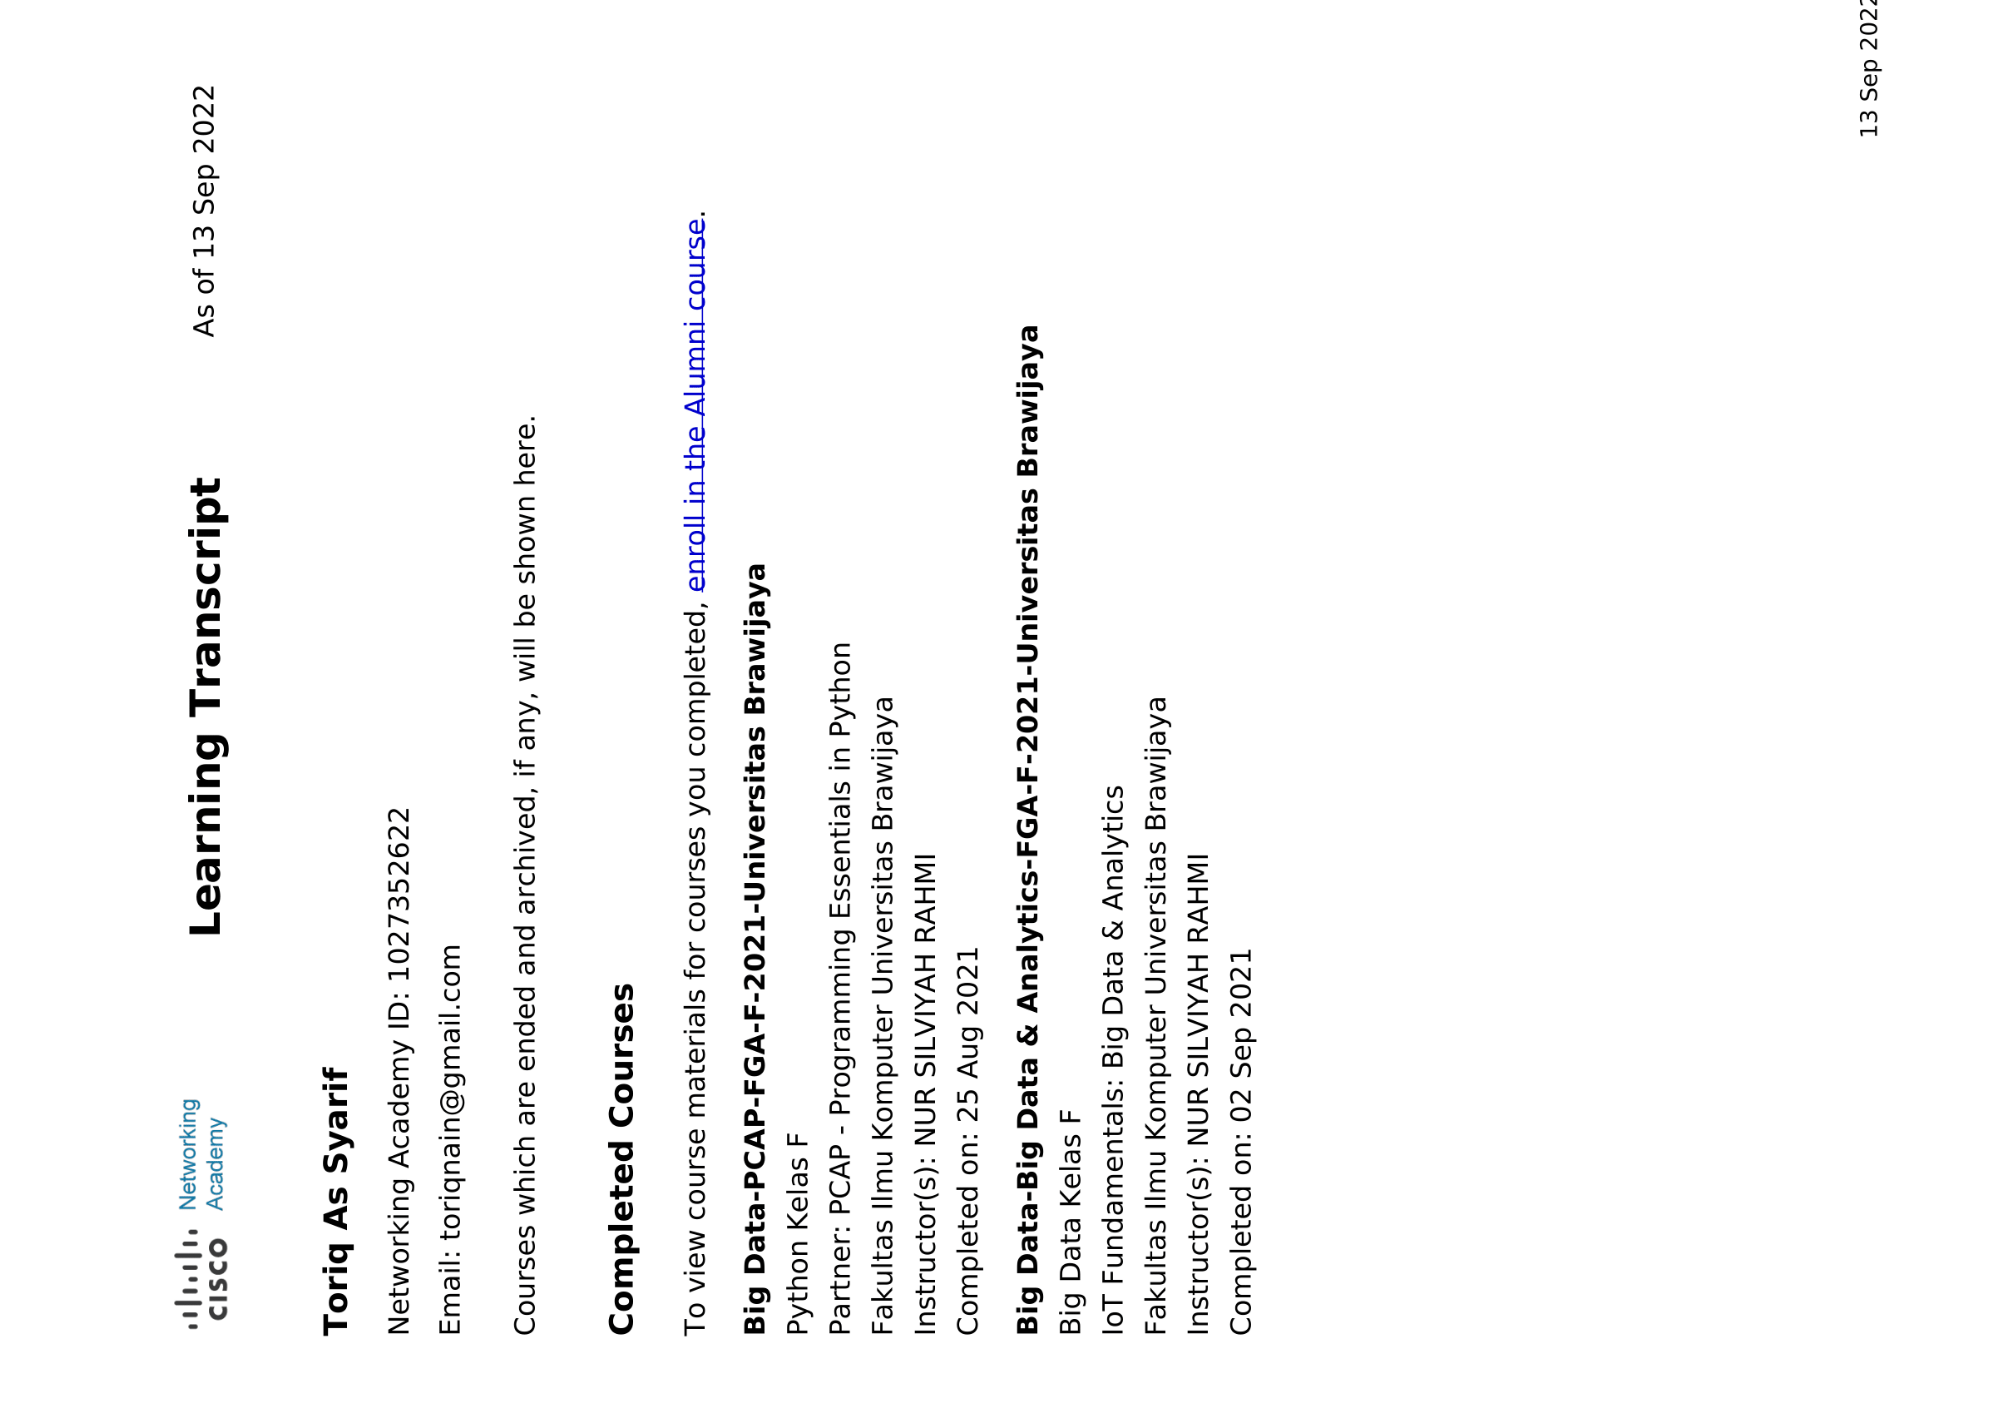 cisco
Networking
Academy
Learning Transcript
As of 13 Sep 2022
Toriq As Syarif
Networking Academy ID: 1027352622
Email: toriqnain@gmail.com
Courses which are ended and archived, if any, will be shown here.
Completed Courses
To view course materials for courses you completed, enroll in the Alumni course.
Big Data-PCAP-FGA-F-2021-Universitas Brawijaya
Python Kelas F
Partner: PCAP - Programming Essentials in Python
Fakultas Ilmu Komputer Universitas Brawijaya
Instructor(s): NUR SILVIYAH RAHMI
Completed on: 25 Aug 2021
Big Data-Big Data & Analytics-FGA-F-2021-Universitas Brawijaya
Big Data Kelas F
IoT Fundamentals: Big Data & Analytics
Fakultas Ilmu Komputer Universitas Brawijaya
Instructor(s): NUR SILVIYAH RAHMI
Completed on: 02 Sep 2021
13 Sep 2022